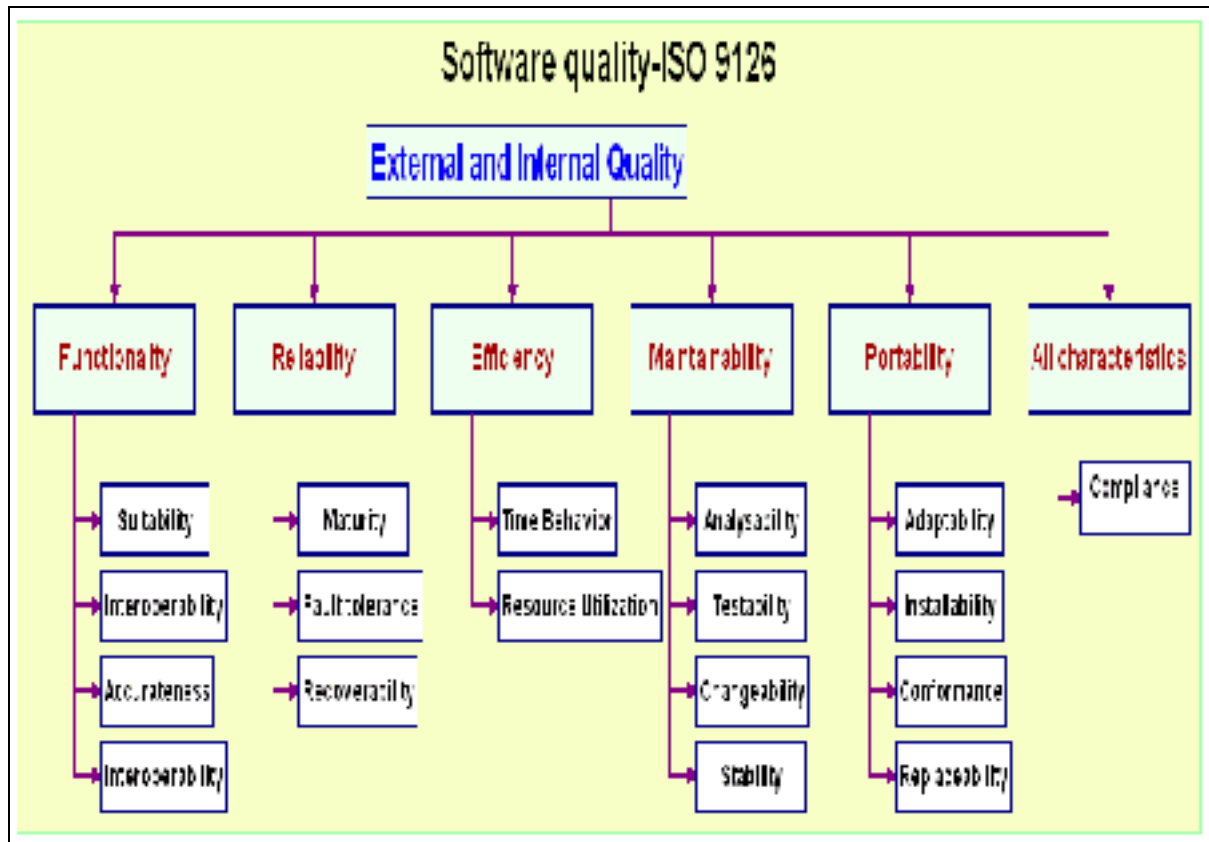 Software quality-ISO 9126
External and Internal Quality
Functionality
Reliability
Efficiency
Maintainability
Portability
All characteristics
Suitability
Interoperability
Accurateness
Interoperability
Maturity
Fault tolerance
Recoverability
Time Behavior
Resource Utilization
Analysability
Testability
Changeability
Stability
Adaptability
Installability
Conformance
Replaceability
Compliance